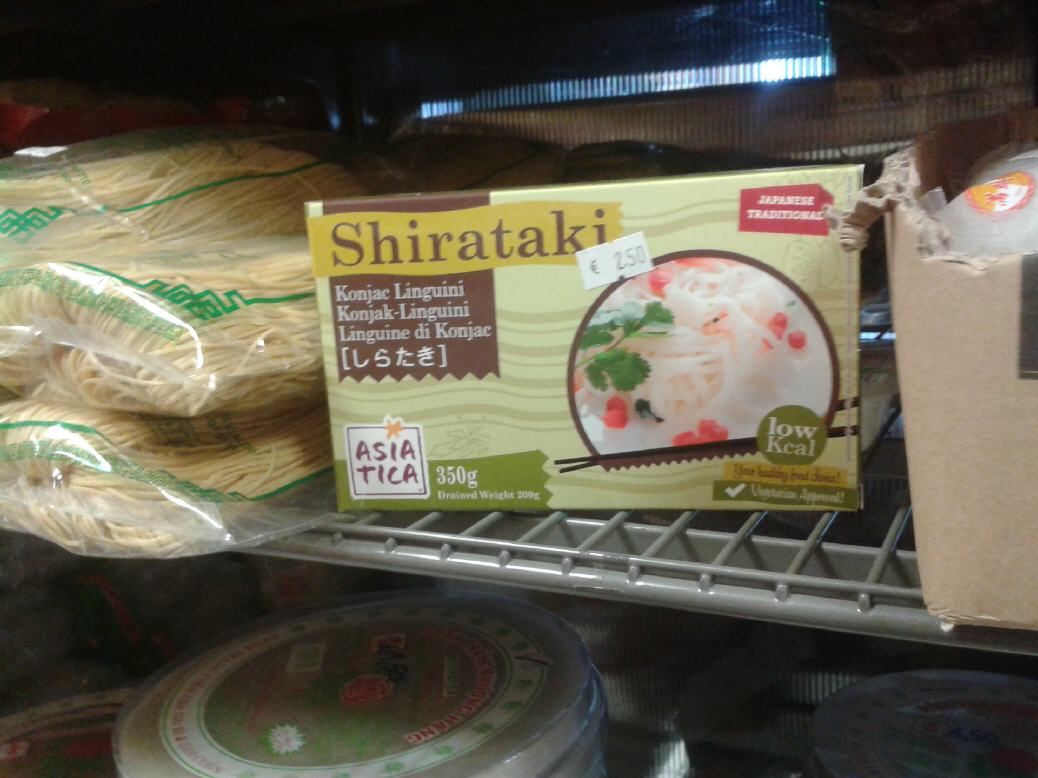 Shirataki
€ 2.50
JAPANESE
TRADITIONAL
Konjac Linguini
Konjak-Linguini
Linguine di Konjac
[しらたき]
ASIA
TICA
350g
Drained Weight 200g
low
Kcal
Your healthy food choice!
Vegetarian Approved!